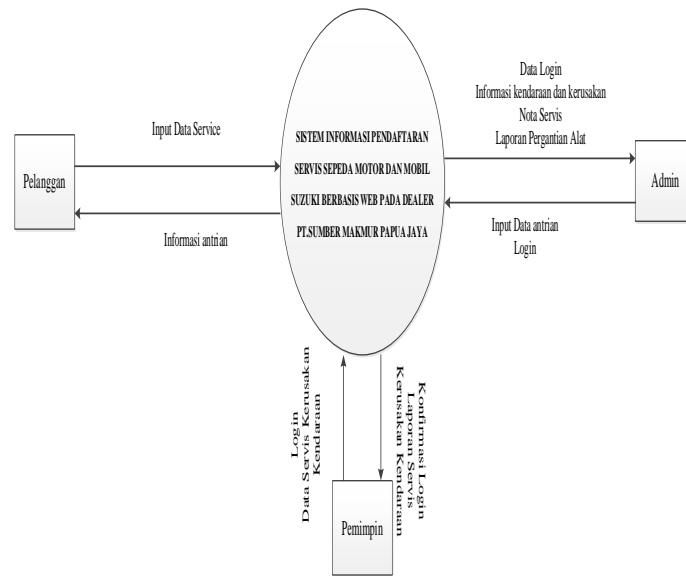 Data Login
Informasi kendaraan dan kerusakan
Nota Servis
Laporan Pergantian Alat
Input Data Service
SISTEM INFORMASI PENDAFTARAN
SERVIS SEPEDA MOTOR DAN MOBIL
SUZUKI BERBASIS WEB PADA DEALER
PT.SUMBER MAKMUR PAPUA JAYA
Pelanggan
Admin
Informasi antrian
Input Data antrian
Login
Login
Data Servis Kerusakan
Kendaraan
Konfirmasi Login
Laporan Servis
Kerusakan Kendaraan
Pemimpin